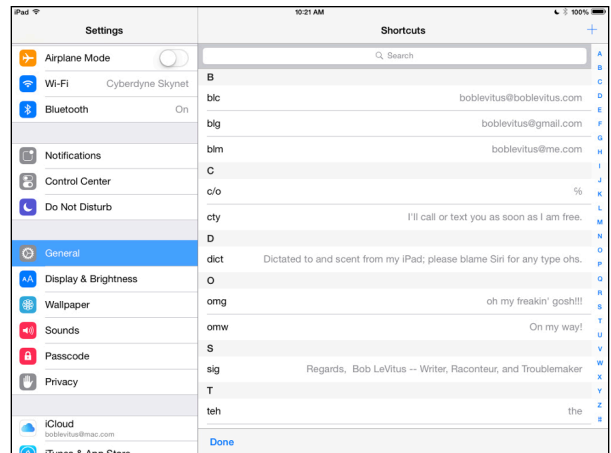 iPad
10:21 AM
100%
Settings
Airplane Mode
Wi-Fi Cyberdyne Skynet
Bluetooth On
Notifications
Control Center
Do Not Disturb
General
Display & Brightness
Wallpaper
Sounds
Passcode
Privacy
iCloud
boblevitus@mac.com
iTunes & App Store
Shortcuts +
Search
B
blc boblevitus@boblevitus.com
blg boblevitus@gmail.com
blm boblevitus@me.com
C
c/o ℅
cty I'll call or text you as soon as I am free.
D
dict Dictated to and scent from my iPad; please blame Siri for any type ohs.
O
omg oh my freakin' gosh!!!
omw On my way!
S
sig Regards, Bob LeVitus -- Writer, Raconteur, and Troublemaker
T
teh the
Done
A
B
C
D
E
F
G
H
I
J
K
L
M
N
O
P
Q
R
S
T
U
V
W
X
Y
Z
#